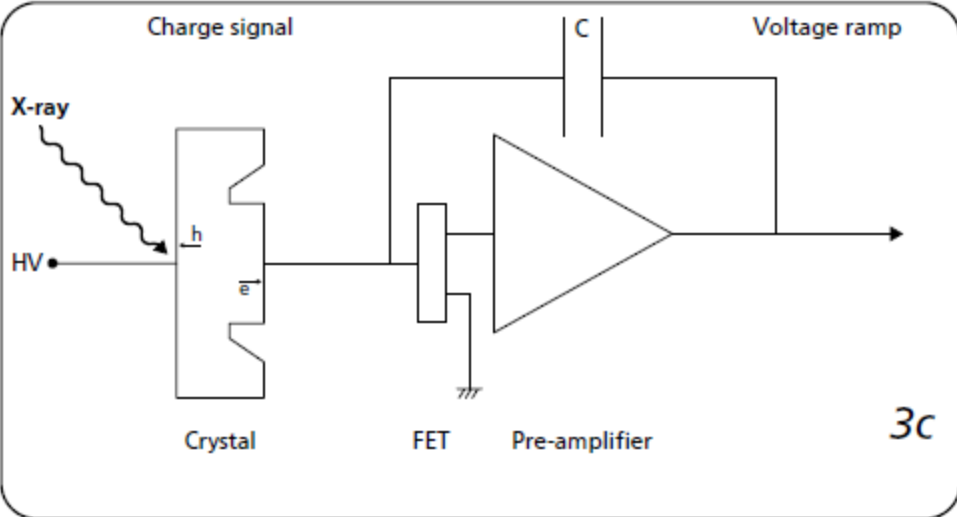 Charge signal
C
Voltage ramp
X-ray
h
HV
e
Crystal
FET
Pre-amplifier
3c